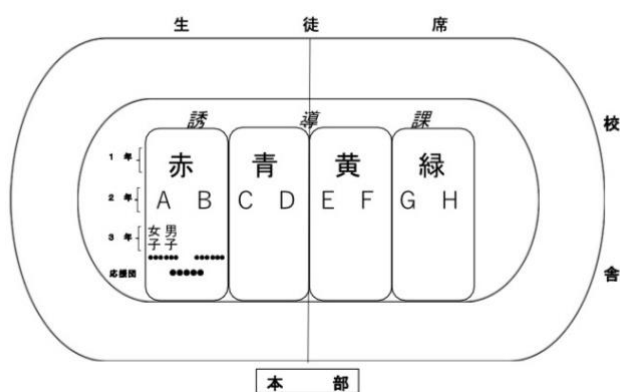 生 徒 席
誘 導 課
校 舎
1 年
赤 青 黄 緑
2 年
A B C D E F G H
3 年
女子 男子
応援団
本 部